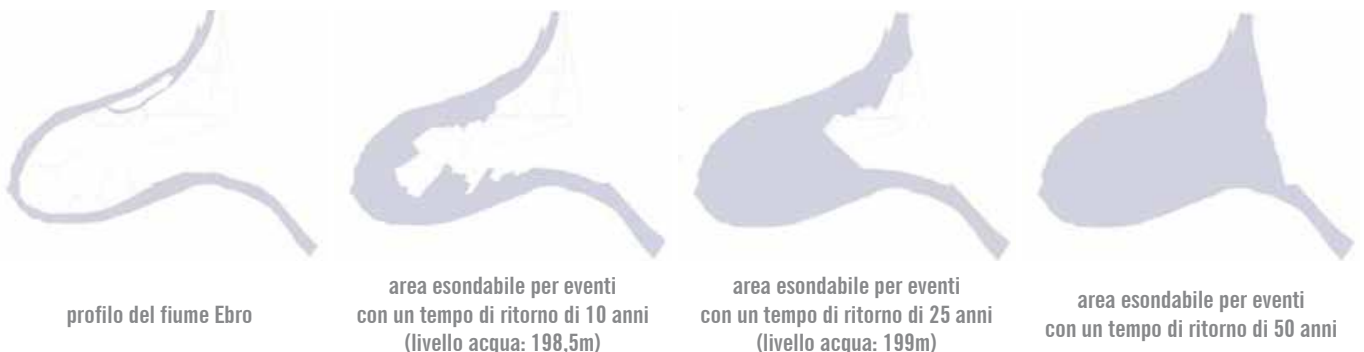 profilo del fiume Ebro
area esondabile per eventi
con un tempo di ritorno di 10 anni
(livello acqua: 198,5m)
area esondabile per eventi
con un tempo di ritorno di 25 anni
(livello acqua: 199m)
area esondabile per eventi
con un tempo di ritorno di 50 anni